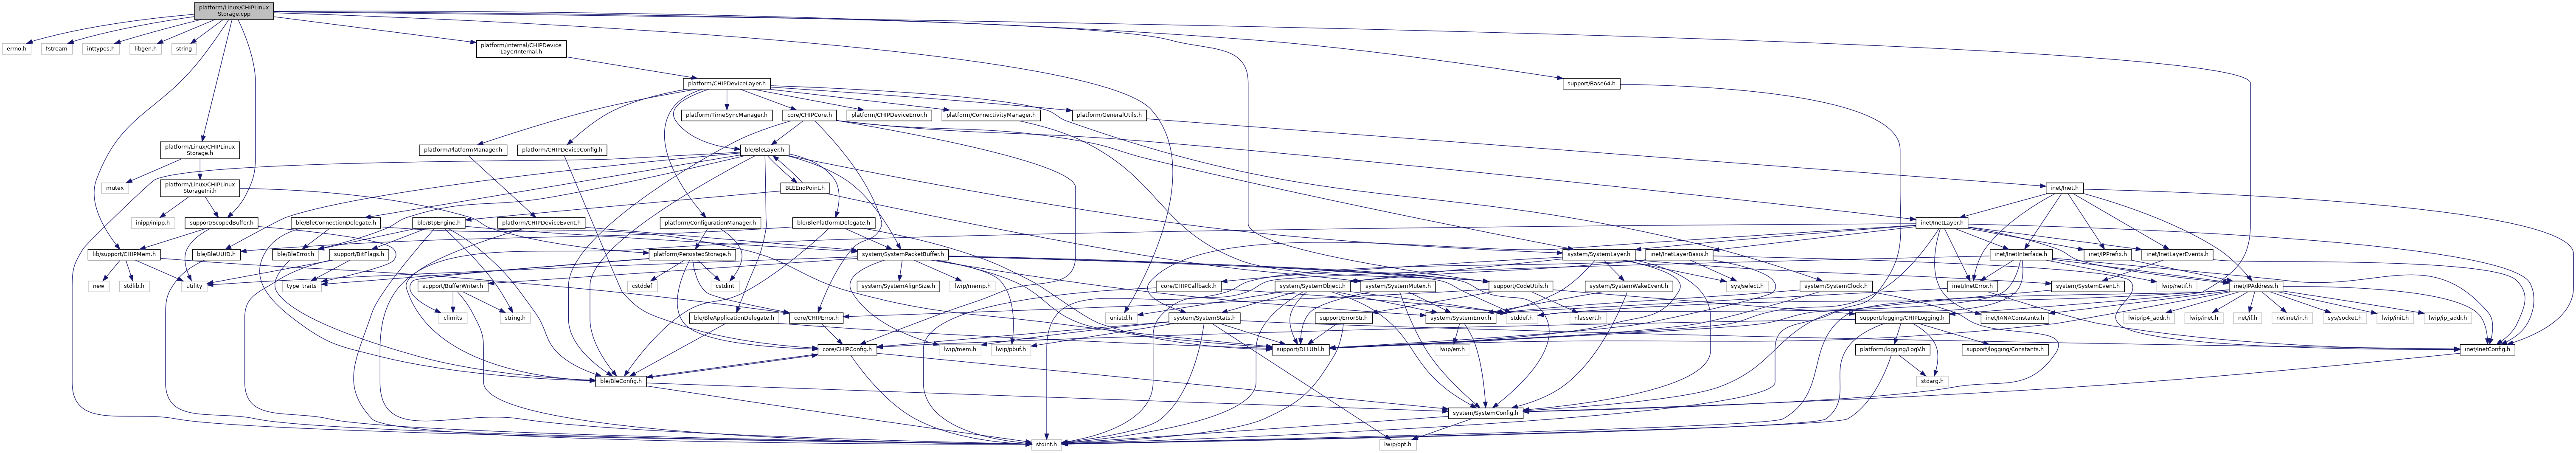 platform/Linux/CHIPLinux
Storage.cpp
errno.h
fstream
inttypes.h
libgen.h
string
platform/internal/CHIPDevice
LayerInternal.h
platform/CHIPDeviceLayer.h
support/Base64.h
platform/TimeSyncManager.h
core/CHIPCore.h
platform/CHIPDeviceError.h
platform/ConnectivityManager.h
platform/GeneralUtils.h
platform/Linux/CHIPLinux
Storage.h
platform/PlatformManager.h
platform/CHIPDeviceConfig.h
ble/BleLayer.h
mutex
platform/Linux/CHIPLinux
StorageIni.h
BLEEndPoint.h
inet/Inet.h
inipp/inipp.h
support/ScopedBuffer.h
ble/BleConnectionDelegate.h
ble/BtpEngine.h
platform/CHIPDeviceEvent.h
platform/ConfigurationManager.h
ble/BlePlatformDelegate.h
inet/InetLayer.h
lib/support/CHIPMem.h
ble/BleUUID.h
ble/BleError.h
support/BitFlags.h
platform/PersistedStorage.h
system/SystemPacketBuffer.h
system/SystemLayer.h
inet/InetLayerBasis.h
inet/InetInterface.h
inet/IPPrefix.h
inet/InetLayerEvents.h
new
stdlib.h
utility
type_traits
support/BufferWriter.h
cstddef
cstdint
system/SystemAlignSize.h
lwip/memp.h
core/CHIPCallback.h
system/SystemObject.h
system/SystemMutex.h
support/CodeUtils.h
system/SystemWakeEvent.h
sys/select.h
system/SystemClock.h
inet/InetError.h
system/SystemEvent.h
lwip/netif.h
inet/IPAddress.h
climits
string.h
ble/BleApplicationDelegate.h
core/CHIPError.h
unistd.h
system/SystemStats.h
support/ErrorStr.h
system/SystemError.h
stddef.h
nlassert.h
support/logging/CHIPLogging.h
inet/IANAConstants.h
lwip/ip4_addr.h
lwip/inet.h
net/if.h
netinet/in.h
sys/socket.h
lwip/init.h
lwip/ip_addr.h
core/CHIPConfig.h
lwip/mem.h
lwip/pbuf.h
support/DLLUtil.h
lwip/err.h
platform/logging/LogV.h
support/logging/Constants.h
inet/InetConfig.h
ble/BleConfig.h
stdarg.h
system/SystemConfig.h
stdint.h
lwip/opt.h